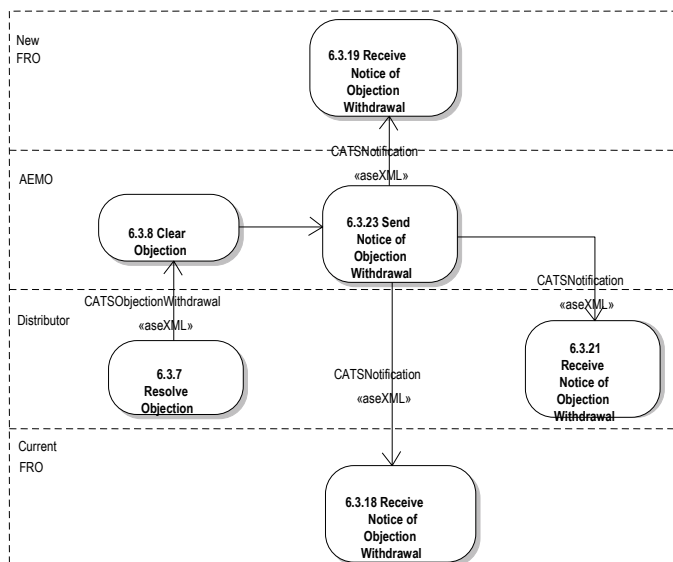 New
FRO
6.3.19 Receive
Notice of
Objection
Withdrawal
CATSNotification
«aseXML»
AEMO
6.3.8 Clear
Objection
6.3.23 Send
Notice of
Objection
Withdrawal
CATSObjectionWithdrawal
«aseXML»
CATSNotification
«aseXML»
Distributor
6.3.7
Resolve
Objection
CATSNotification
«aseXML»
6.3.21
Receive
Notice of
Objection
Withdrawal
Current
FRO
6.3.18 Receive
Notice of
Objection
Withdrawal